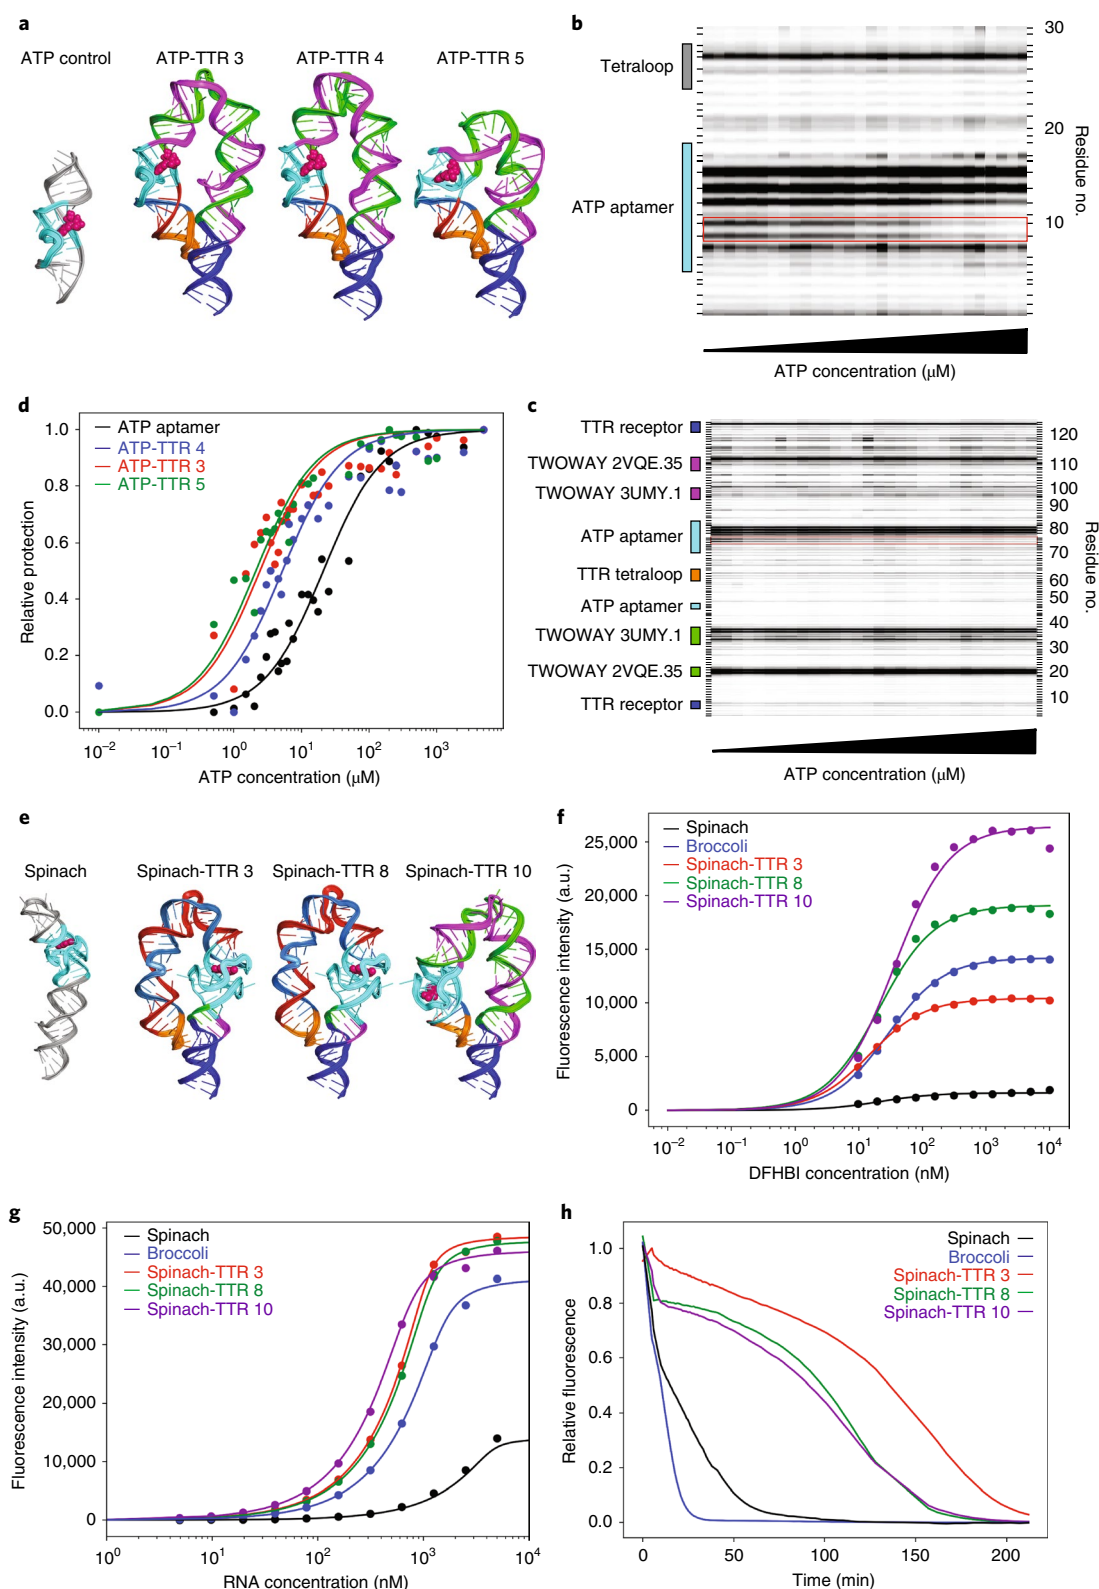 a
ATP control
ATP-TTR 3
ATP-TTR 4
ATP-TTR 5
b
Tetraloop
ATP aptamer
30
20
10
Residue no.
ATP concentration (μM)
d
Relative protection
1.0
0.8
0.6
0.4
0.2
0.0
ATP aptamer
ATP-TTR 4
ATP-TTR 3
ATP-TTR 5
10⁻² 10⁻¹ 10⁰ 10¹ 10² 10³
ATP concentration (μM)
c
TTR receptor
TWOWAY 2VQE.35
TWOWAY 3UMY.1
ATP aptamer
TTR tetraloop
ATP aptamer
TWOWAY 3UMY.1
TWOWAY 2VQE.35
TTR receptor
120
110
100
90
80
70
60
50
40
30
20
10
Residue no.
ATP concentration (μM)
e
Spinach
Spinach-TTR 3
Spinach-TTR 8
Spinach-TTR 10
f
Fluorescence intensity (a.u.)
25,000
20,000
15,000
10,000
5,000
0
Spinach
Broccoli
Spinach-TTR 3
Spinach-TTR 8
Spinach-TTR 10
10⁻² 10⁻¹ 10⁰ 10¹ 10² 10³ 10⁴
DFHBI concentration (nM)
g
Fluorescence intensity (a.u.)
50,000
40,000
30,000
20,000
10,000
0
Spinach
Broccoli
Spinach-TTR 3
Spinach-TTR 8
Spinach-TTR 10
10⁰ 10¹ 10² 10³ 10⁴
RNA concentration (nM)
h
Relative fluorescence
1.0
0.8
0.6
0.4
0.2
0.0
Spinach
Broccoli
Spinach-TTR 3
Spinach-TTR 8
Spinach-TTR 10
0 50 100 150 200
Time (min)